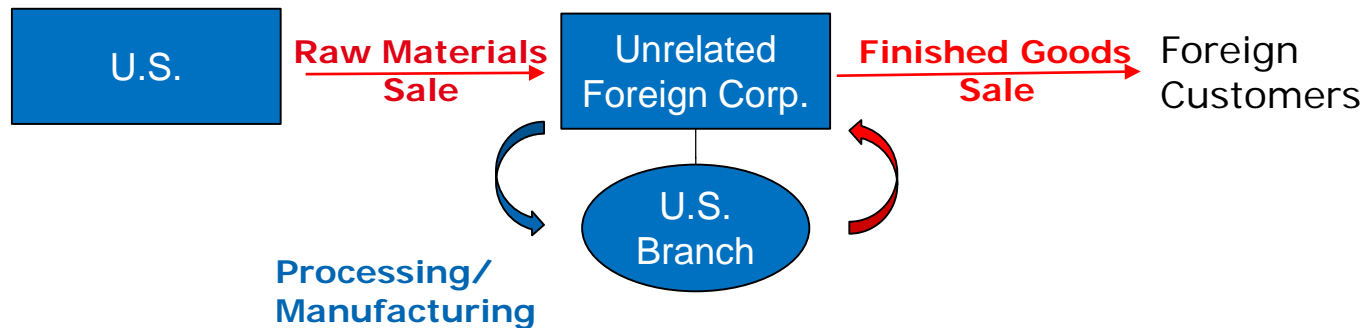 U.S.
Raw Materials
Sale
Unrelated
Foreign Corp.
Finished Goods
Sale
Foreign
Customers
U.S.
Branch
Processing/
Manufacturing